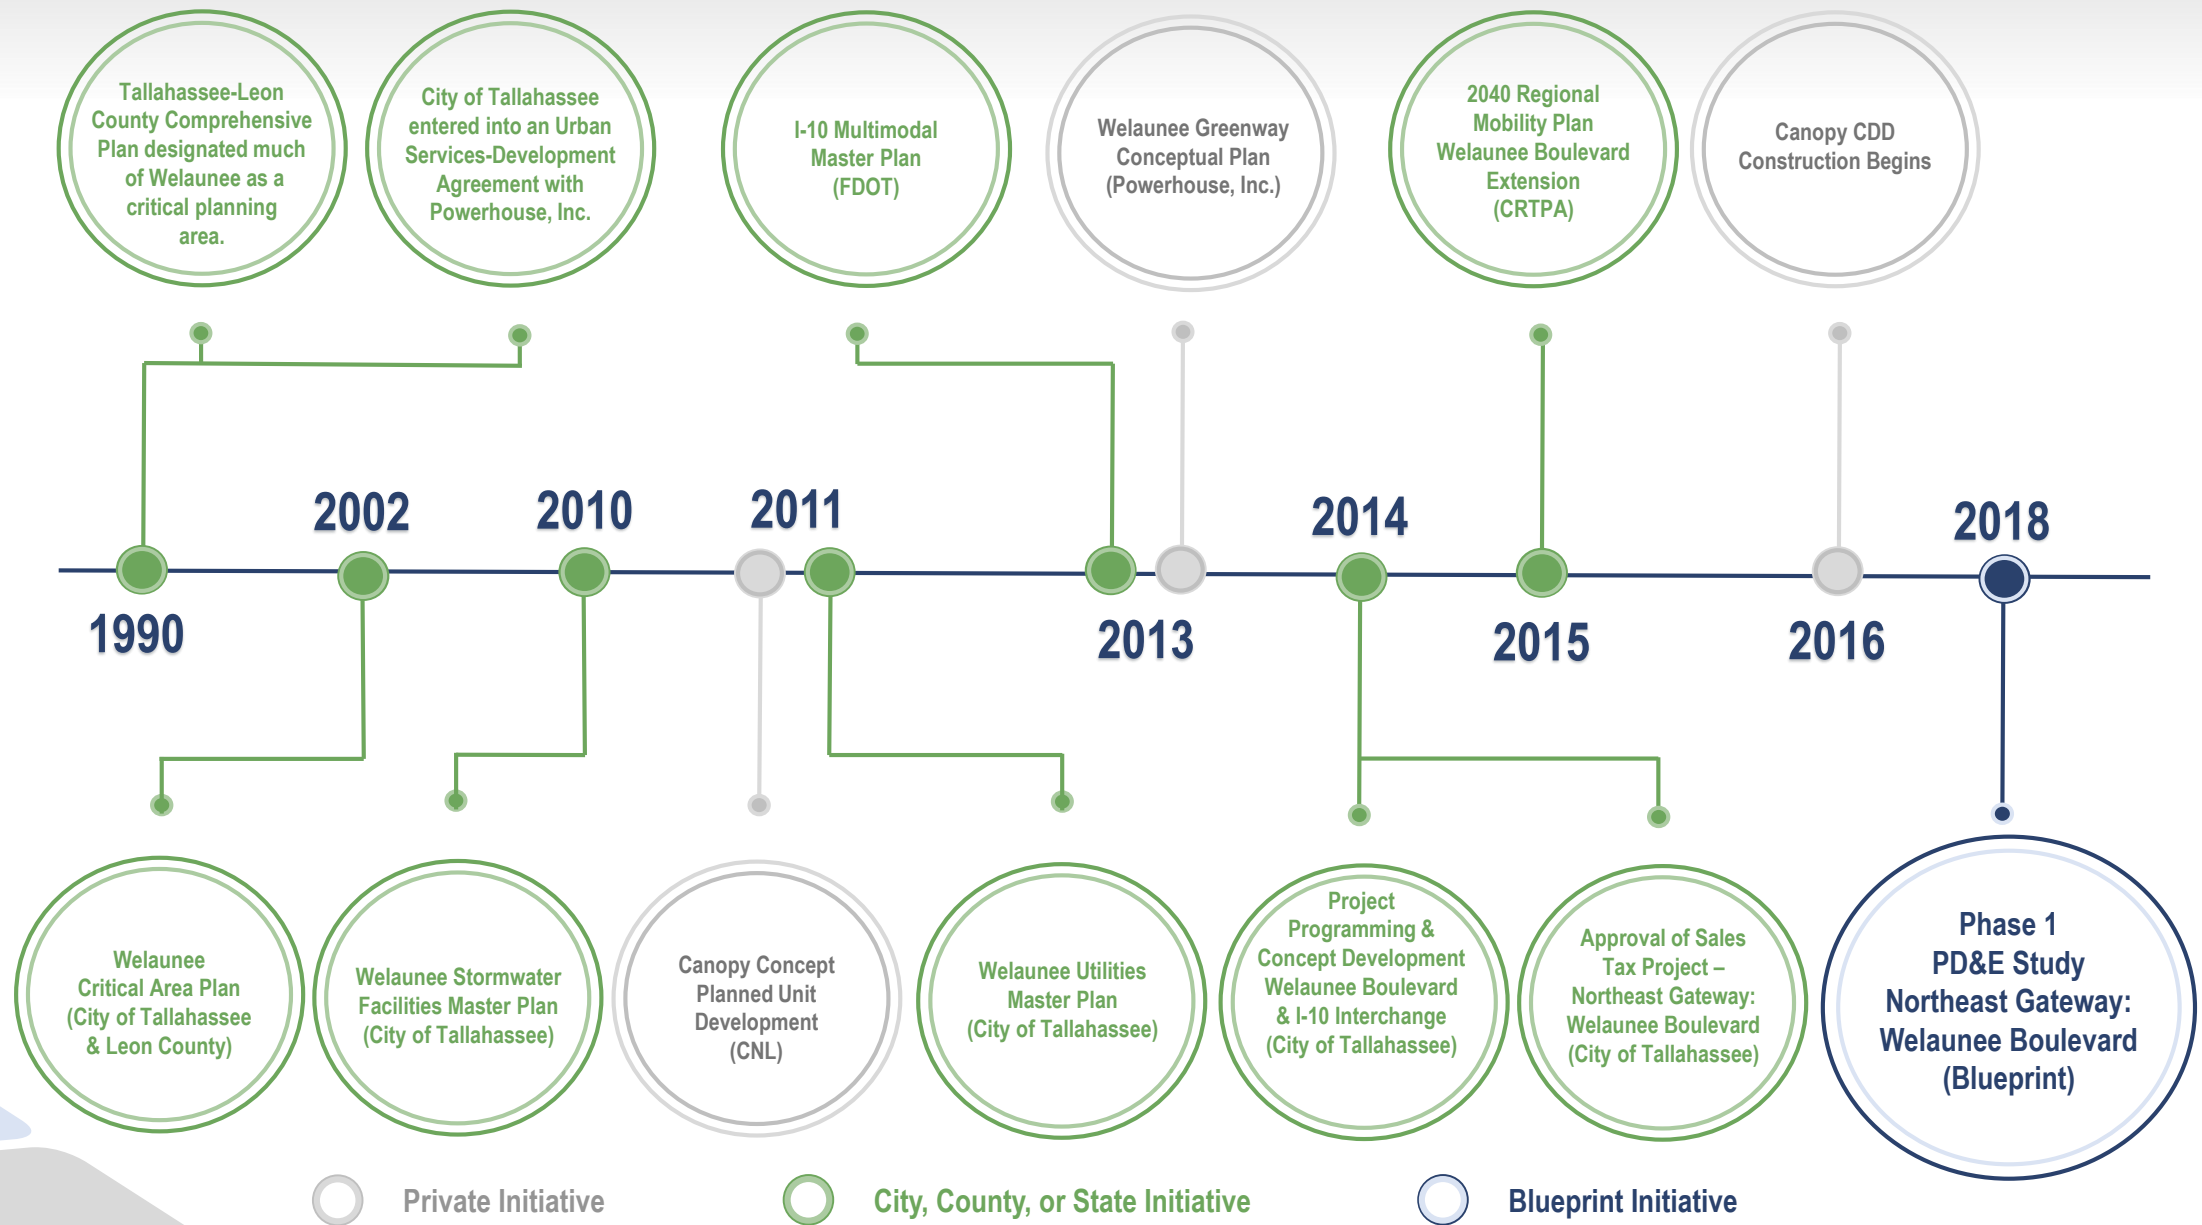 Tallahassee-Leon
County Comprehensive
Plan designated much
of Welaunee as a
critical planning
area.
City of Tallahassee
entered into an Urban
Services-Development
Agreement with
Powerhouse, Inc.
I-10 Multimodal
Master Plan
(FDOT)
Welaunee Greenway
Conceptual Plan
(Powerhouse, Inc.)
2040 Regional
Mobility Plan
Welaunee Boulevard
Extension
(CRTPA)
Canopy CDD
Construction Begins
1990
2002
2010
2011
2013
2014
2015
2016
2018
Welaunee
Critical Area Plan
(City of Tallahassee
& Leon County)
Welaunee Stormwater
Facilities Master Plan
(City of Tallahassee)
Canopy Concept
Planned Unit
Development
(CNL)
Welaunee Utilities
Master Plan
(City of Tallahassee)
Project
Programming &
Concept Development
Welaunee Boulevard
& I-10 Interchange
(City of Tallahassee)
Approval of Sales
Tax Project –
Northeast Gateway:
Welaunee Boulevard
(City of Tallahassee)
Phase 1
PD&E Study
Northeast Gateway:
Welaunee Boulevard
(Blueprint)
Private Initiative
City, County, or State Initiative
Blueprint Initiative